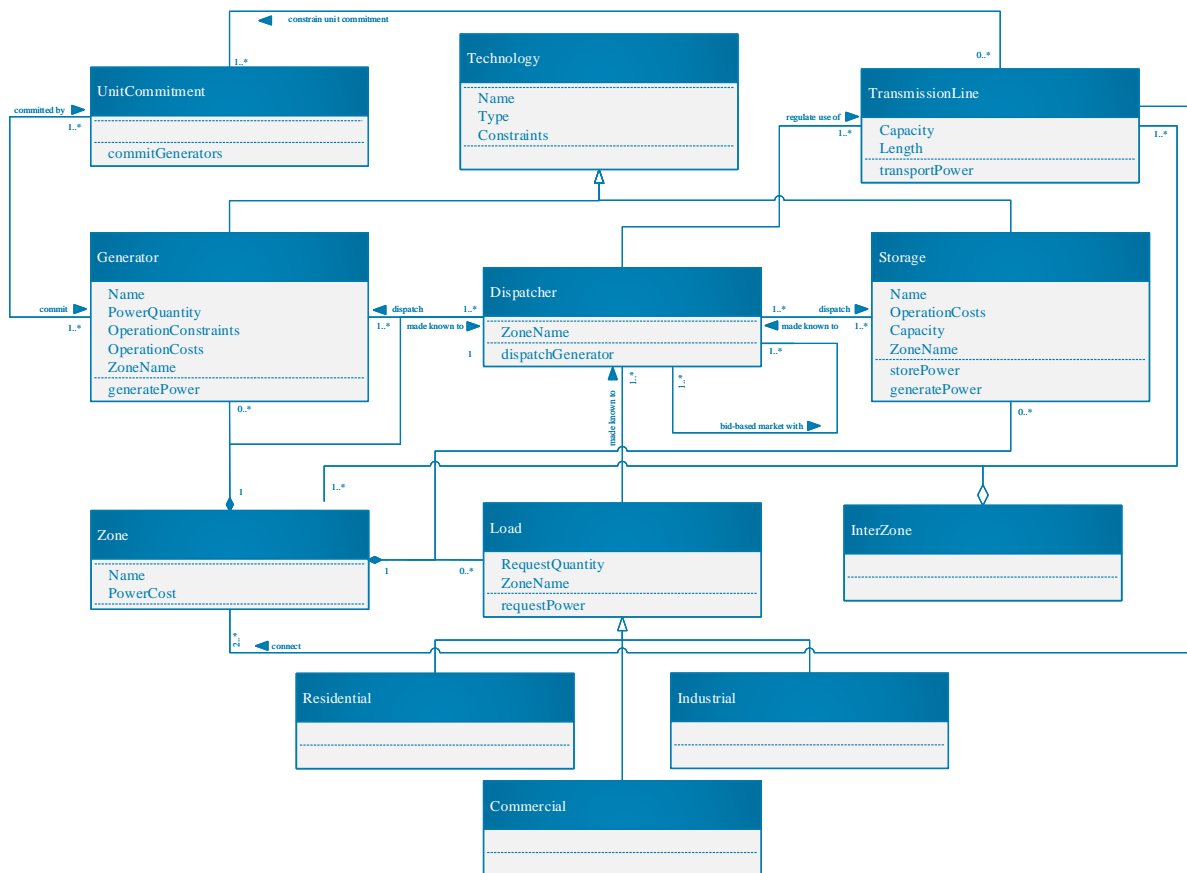 constrain unit commitment
1..*
0..*
Technology
Name
Type
Constraints
UnitCommitment
commitGenerators
committed by
1..*
TransmissionLine
Capacity
Length
transportPower
regulate use of
1..*
1..*
Generator
Name
PowerQuantity
OperationConstraints
OperationCosts
ZoneName
generatePower
commit
1..*
dispatch
1..*
1..*
made known to
1
Dispatcher
ZoneName
dispatchGenerator
1..*
dispatch
made known to
1..*
1..*
Storage
Name
OperationCosts
Capacity
ZoneName
storePower
generatePower
0..*
1..*
1..*
made known to
bid-based market with
0..*
1
1..*
Zone
Name
PowerCost
1
0..*
Load
RequestQuantity
ZoneName
requestPower
InterZone
2..*
connect
Residential
Industrial
Commercial